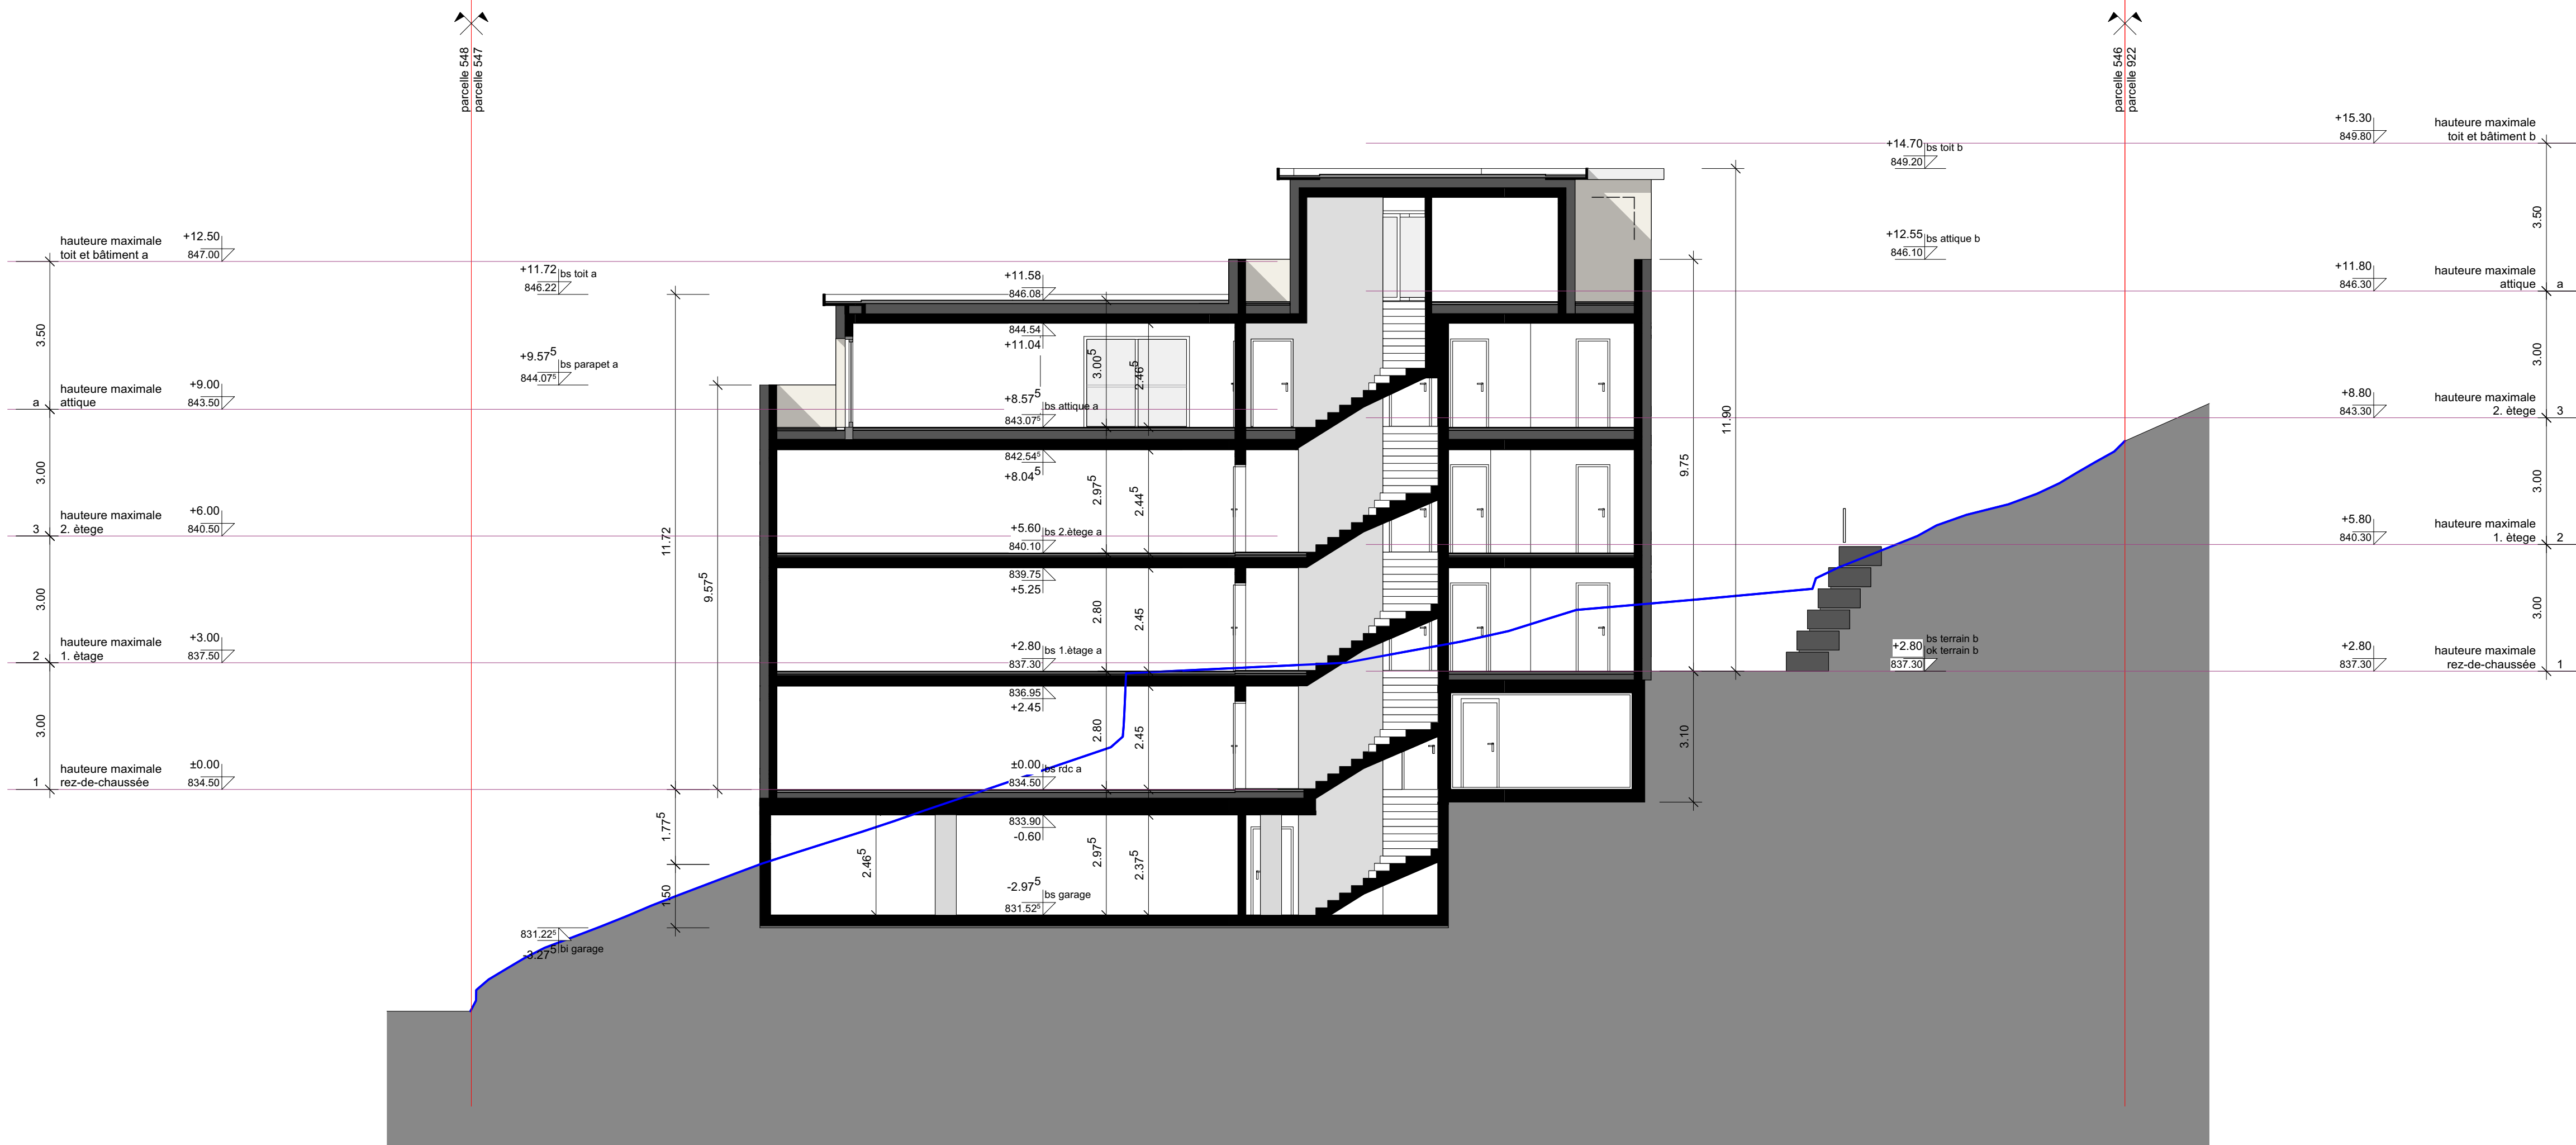 parcelle 548
parcelle 547
parcelle 546
parcelle 922
hauteure maximale
toit et bâtiment a
+12.50
847.00
3.50
hauteure maximale
attique
+9.00
843.50
a
3.00
hauteure maximale
2. ètege
+6.00
840.50
3
3.00
hauteure maximale
1. ètage
+3.00
837.50
2
3.00
hauteure maximale
rez-de-chaussée
±0.00
834.50
1
+11.72
bs toit a
846.22
+9.57⁵
bs parapet a
844.07⁵
831.22⁵
-3.27⁵
bi garage
11.72
9.57⁵
1.77⁵
1.50
+11.58
846.08
844.54
+11.04
+8.57⁵
bs attique a
843.07⁵
842.54⁵
+8.04⁵
+5.60
bs 2.ètege a
840.10
839.75
+5.25
+2.80
bs 1.ètage a
837.30
836.95
+2.45
±0.00
bs rdc a
834.50
833.90
-0.60
-2.97⁵
bs garage
831.52⁵
3.00⁵
2.46⁵
2.97⁵
2.44⁵
2.80
2.45
2.80
2.45
2.46⁵
2.97⁵
2.37⁵
11.90
9.75
3.10
+14.70
bs toit b
849.20
+12.55
bs attique b
846.10
+2.80
bs terrain b
ok terrain b
837.30
+15.30
849.80
hauteure maximale
toit et bâtiment b
3.50
+11.80
846.30
hauteure maximale
attique
a
3.00
+8.80
843.30
hauteure maximale
2. ètege
3
3.00
+5.80
840.30
hauteure maximale
1. ètege
2
3.00
+2.80
837.30
hauteure maximale
rez-de-chaussée
1